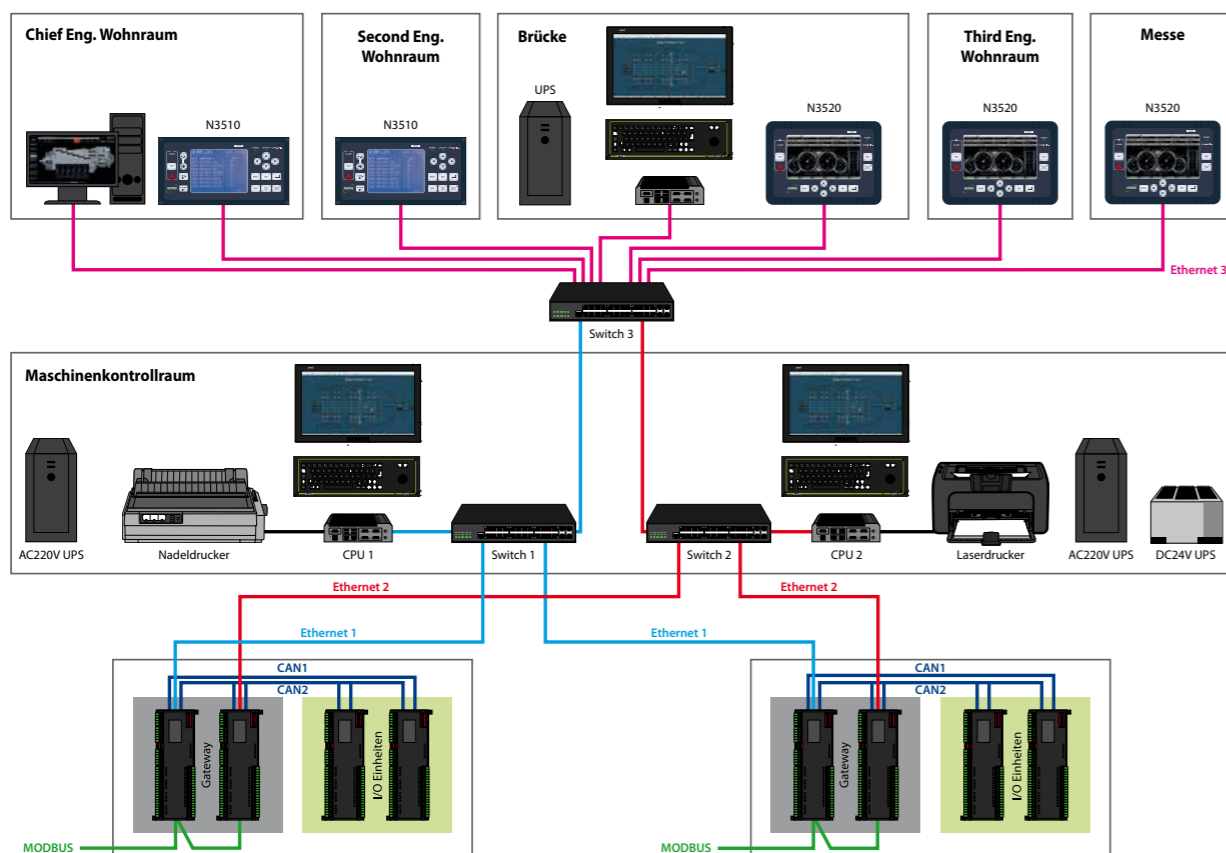 Chief Eng. Wohnraum
Second Eng.
Wohnraum
Brücke
Third Eng.
Wohnraum
Messe
UPS
N3510
N3510
N3520
N3520
N3520
Ethernet 3
Switch 3
Maschinenkontrollraum
AC220V UPS
Nadeldrucker
CPU 1
Switch 1
Switch 2
CPU 2
Laserdrucker
AC220V UPS
DC24V UPS
Ethernet 2
Ethernet 2
Ethernet 1
Ethernet 1
CAN1
CAN2
Gateway
I/O Einheiten
CAN1
CAN2
Gateway
I/O Einheiten
MODBUS
MODBUS